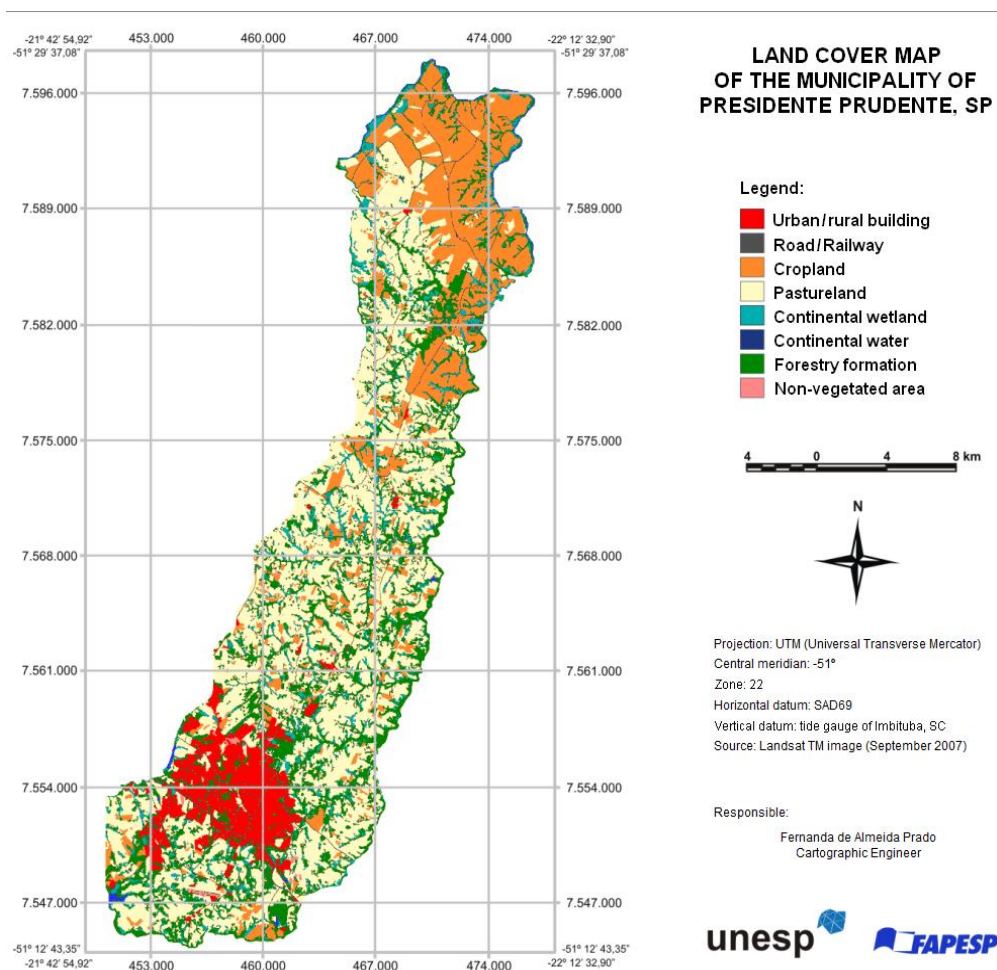 -21º 42' 54,92"
-51º 29' 37,08"
453.000
460.000
467.000
474.000
-22º 12' 32,90"
-51º 29' 37,08"
7.596.000
7.596.000
7.589.000
7.589.000
7.582.000
7.582.000
7.575.000
7.575.000
7.568.000
7.568.000
7.561.000
7.561.000
7.554.000
7.554.000
7.547.000
7.547.000
-51º 12' 43.35"
-21º 42' 54,92"
453.000
460.000
467.000
474.000
-51º 12' 43.35"
-22º 12' 32,90"
LAND COVER MAP
OF THE MUNICIPALITY OF
PRESIDENTE PRUDENTE, SP
Legend:
Urban/rural building
Road/Railway
Cropland
Pastureland
Continental wetland
Continental water
Forestry formation
Non-vegetated area
4 0 4 8 km
N
Projection: UTM (Universal Transverse Mercator)
Central meridian: -51º
Zone: 22
Horizontal datum: SAD69
Vertical datum: tide gauge of Imbituba, SC
Source: Landsat TM image (September 2007)
Responsible:
Fernanda de Almeida Prado
Cartographic Engineer
unesp
FAPESP